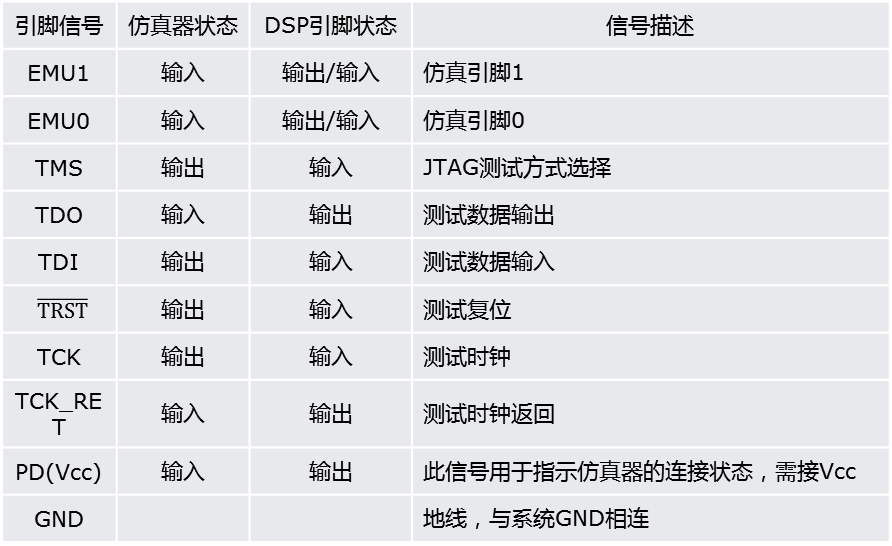 引脚信号 仿真器状态 DSP引脚状态 信号描述
EMU1 输入 输出/输入 仿真引脚1
EMU0 输入 输出/输入 仿真引脚0
TMS 输出 输入 JTAG测试方式选择
TDO 输入 输出 测试数据输出
TDI 输出 输入 测试数据输入
T̅R̅S̅T̅ 输出 输入 测试复位
TCK 输出 输入 测试时钟
TCK_RE
T 输入 输出 测试时钟返回
PD(Vcc) 输入 输出 此信号用于指示仿真器的连接状态，需接Vcc
GND 地线，与系统GND相连